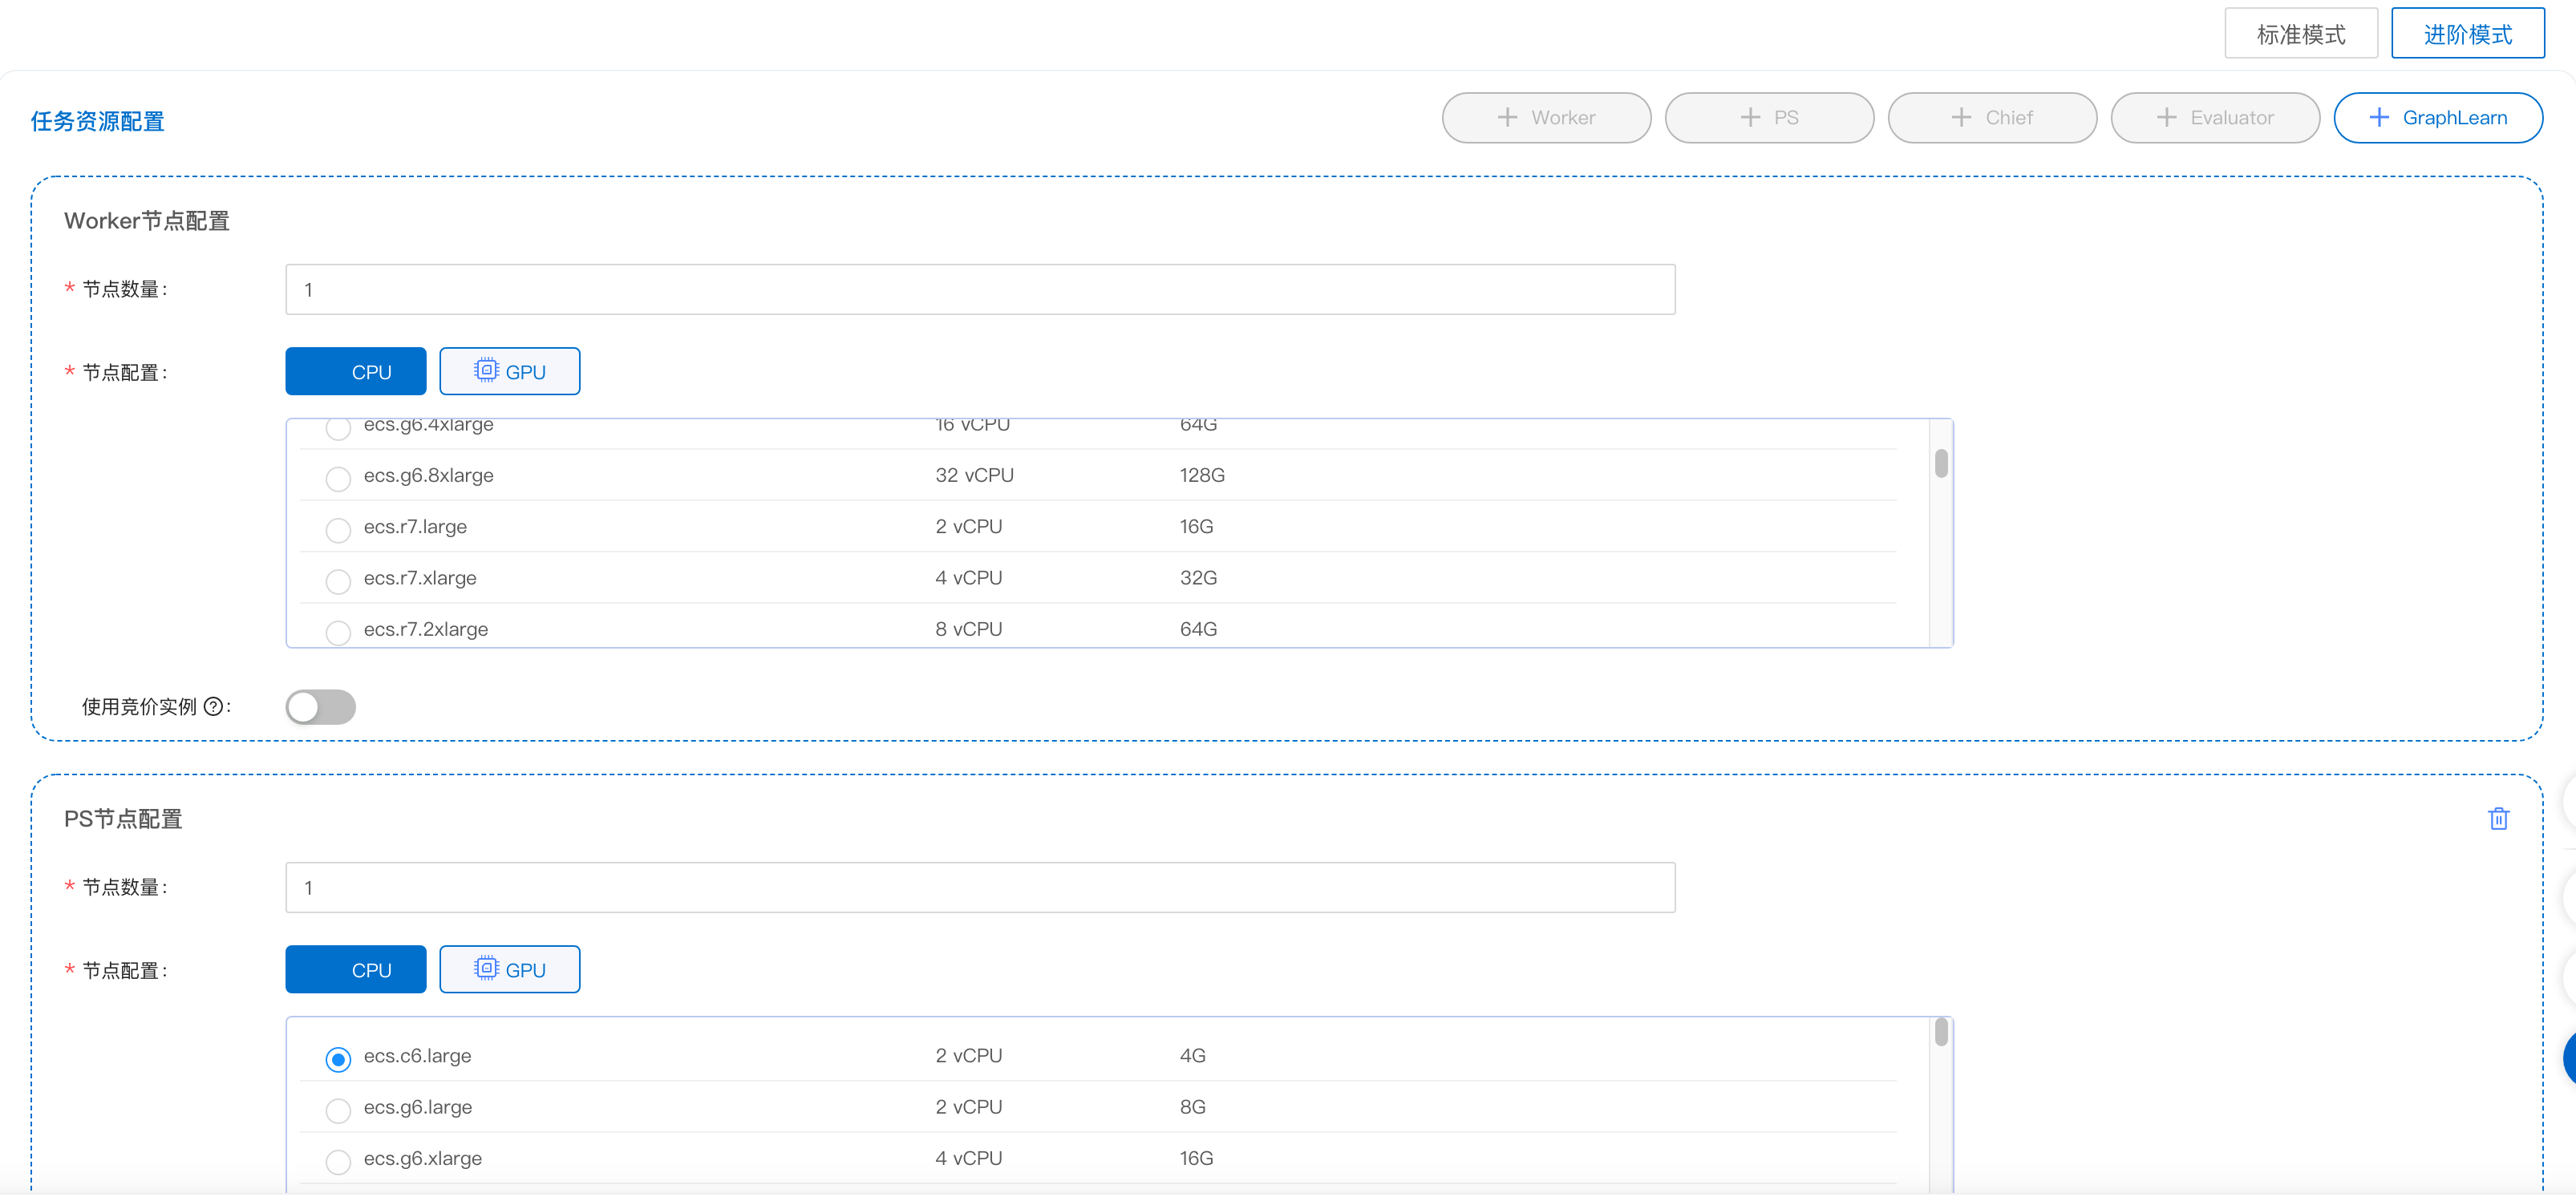 标准模式 进阶模式
任务资源配置 + Worker + PS + Chief + Evaluator + GraphLearn
Worker节点配置
* 节点数量: 1
* 节点配置: CPU GPU
ecs.g6.4xlarge 16 vCPU 64G
ecs.g6.8xlarge 32 vCPU 128G
ecs.r7.large 2 vCPU 16G
ecs.r7.xlarge 4 vCPU 32G
ecs.r7.2xlarge 8 vCPU 64G
使用竞价实例 ?:
PS节点配置
* 节点数量: 1
* 节点配置: CPU GPU
ecs.c6.large 2 vCPU 4G
ecs.g6.large 2 vCPU 8G
ecs.g6.xlarge 4 vCPU 16G